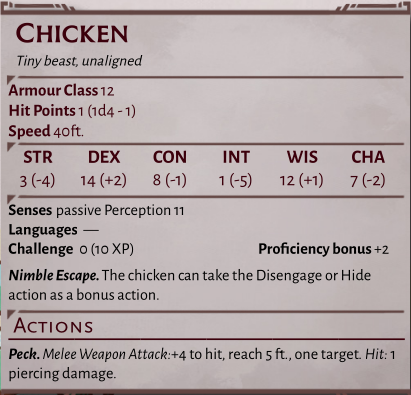 CHICKEN
Tiny beast, unaligned
Armour Class 12
Hit Points 1 (1d4 - 1)
Speed 40ft.
STR DEX CON INT WIS CHA
3 (-4) 14 (+2) 8 (-1) 1 (-5) 12 (+1) 7 (-2)
Senses passive Perception 11
Languages —
Challenge 0 (10 XP) Proficiency bonus +2
Nimble Escape. The chicken can take the Disengage or Hide
action as a bonus action.
ACTIONS
Peck. Melee Weapon Attack:+4 to hit, reach 5 ft., one target. Hit: 1
piercing damage.